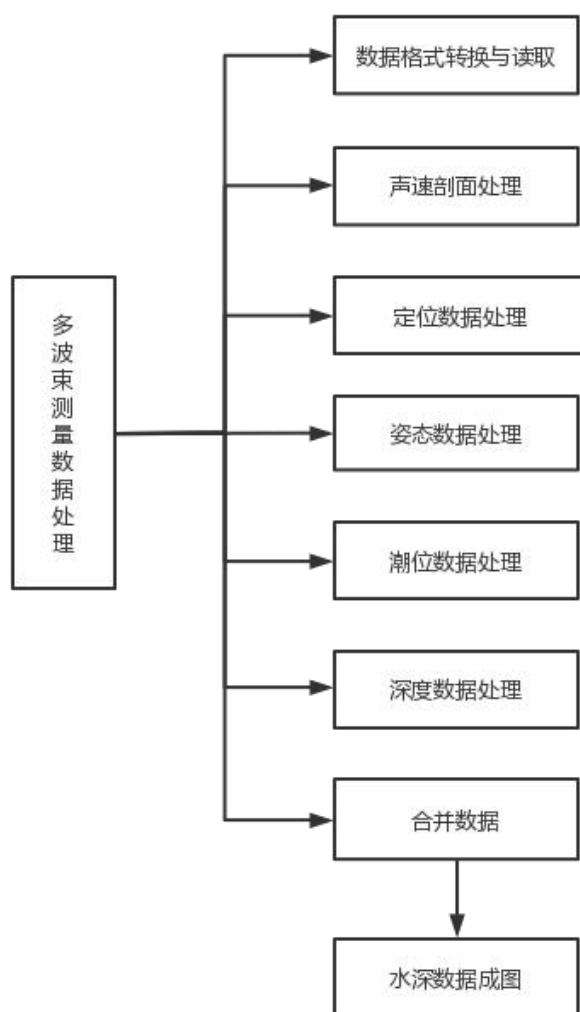 数据格式转换与读取
声速剖面处理
定位数据处理
多波束测量数据处理
姿态数据处理
潮位数据处理
深度数据处理
合并数据
水深数据成图